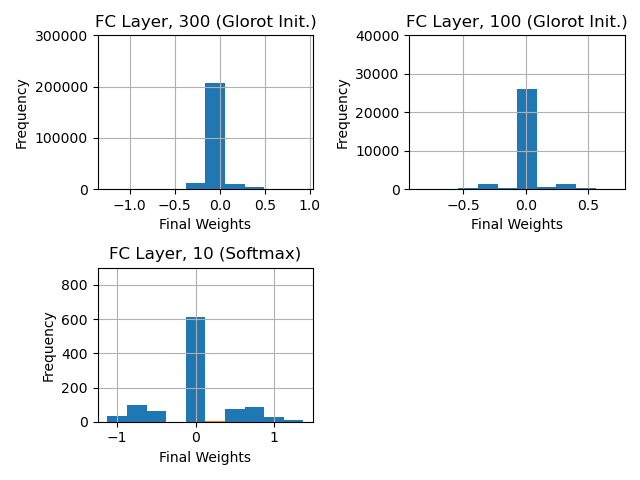 FC Layer, 300 (Glorot Init.)
300000
200000
100000
0
Frequency
−1.0 −0.5 0.0 0.5 1.0
Final Weights
FC Layer, 100 (Glorot Init.)
40000
30000
20000
10000
0
Frequency
−0.5 0.0 0.5
Final Weights
FC Layer, 10 (Softmax)
800
600
400
200
0
Frequency
−1 0 1
Final Weights